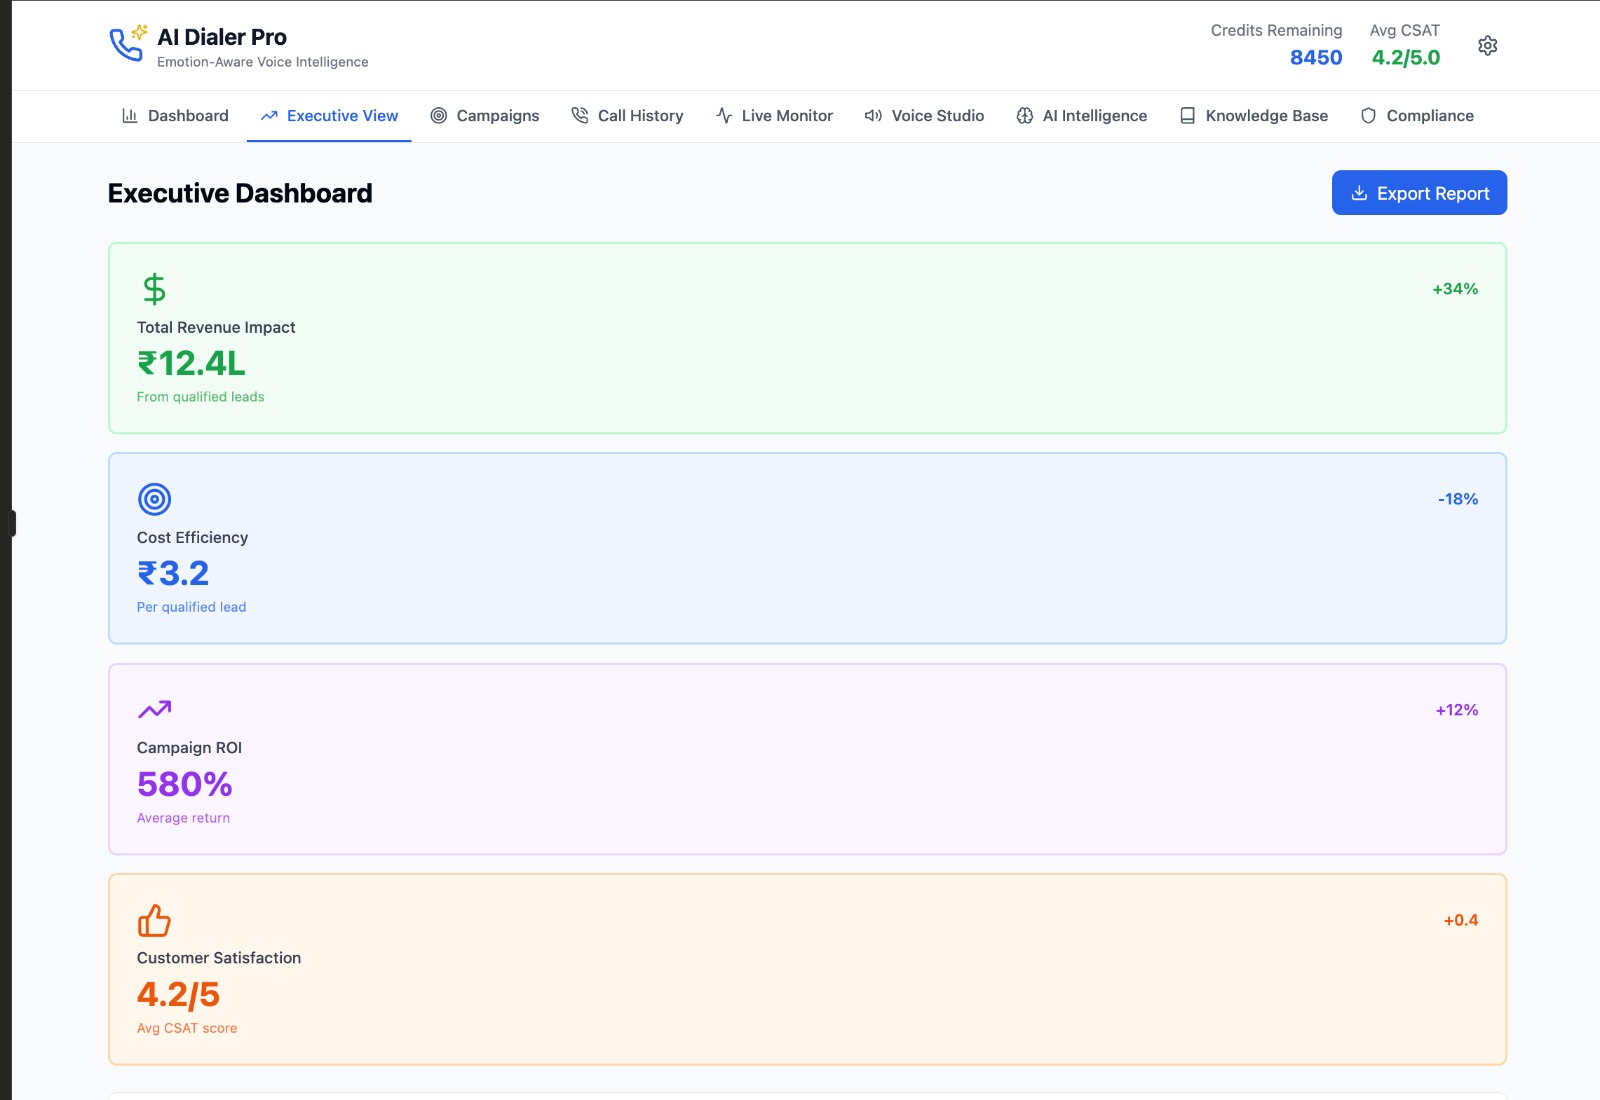 AI Dialer Pro
Emotion-Aware Voice Intelligence
Credits Remaining
8450
Avg CSAT
4.2/5.0
Dashboard
Executive View
Campaigns
Call History
Live Monitor
Voice Studio
AI Intelligence
Knowledge Base
Compliance
Executive Dashboard
Export Report
+34%
Total Revenue Impact
₹12.4L
From qualified leads
-18%
Cost Efficiency
₹3.2
Per qualified lead
+12%
Campaign ROI
580%
Average return
+0.4
Customer Satisfaction
4.2/5
Avg CSAT score